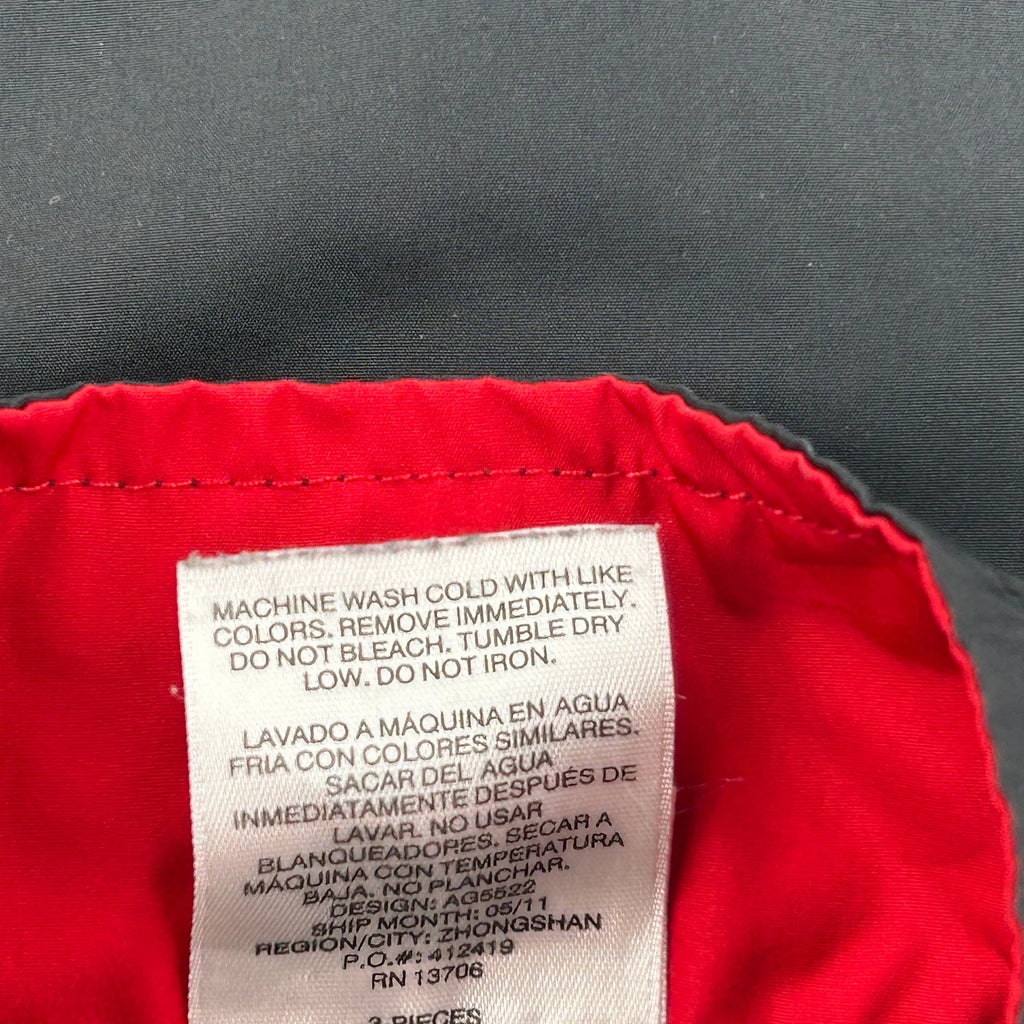 MACHINE WASH COLD WITH LIKE
COLORS. REMOVE IMMEDIATELY.
DO NOT BLEACH. TUMBLE DRY
LOW. DO NOT IRON.
LAVADO A MÁQUINA EN AGUA
FRIA CON COLORES SIMILARES.
SACAR DEL AGUA
INMEDIATAMENTE DESPUÉS DE
LAVAR. NO USAR
BLANQUEADORES. SECAR A
MÁQUINA CON TEMPERATURA
BAJA. NO PLANCHAR.
DESIGN: AG5522
SHIP MONTH: 05/11
REGION/CITY: ZHONGSHAN
P.O.#: 412419
RN 13706
3 PIECES